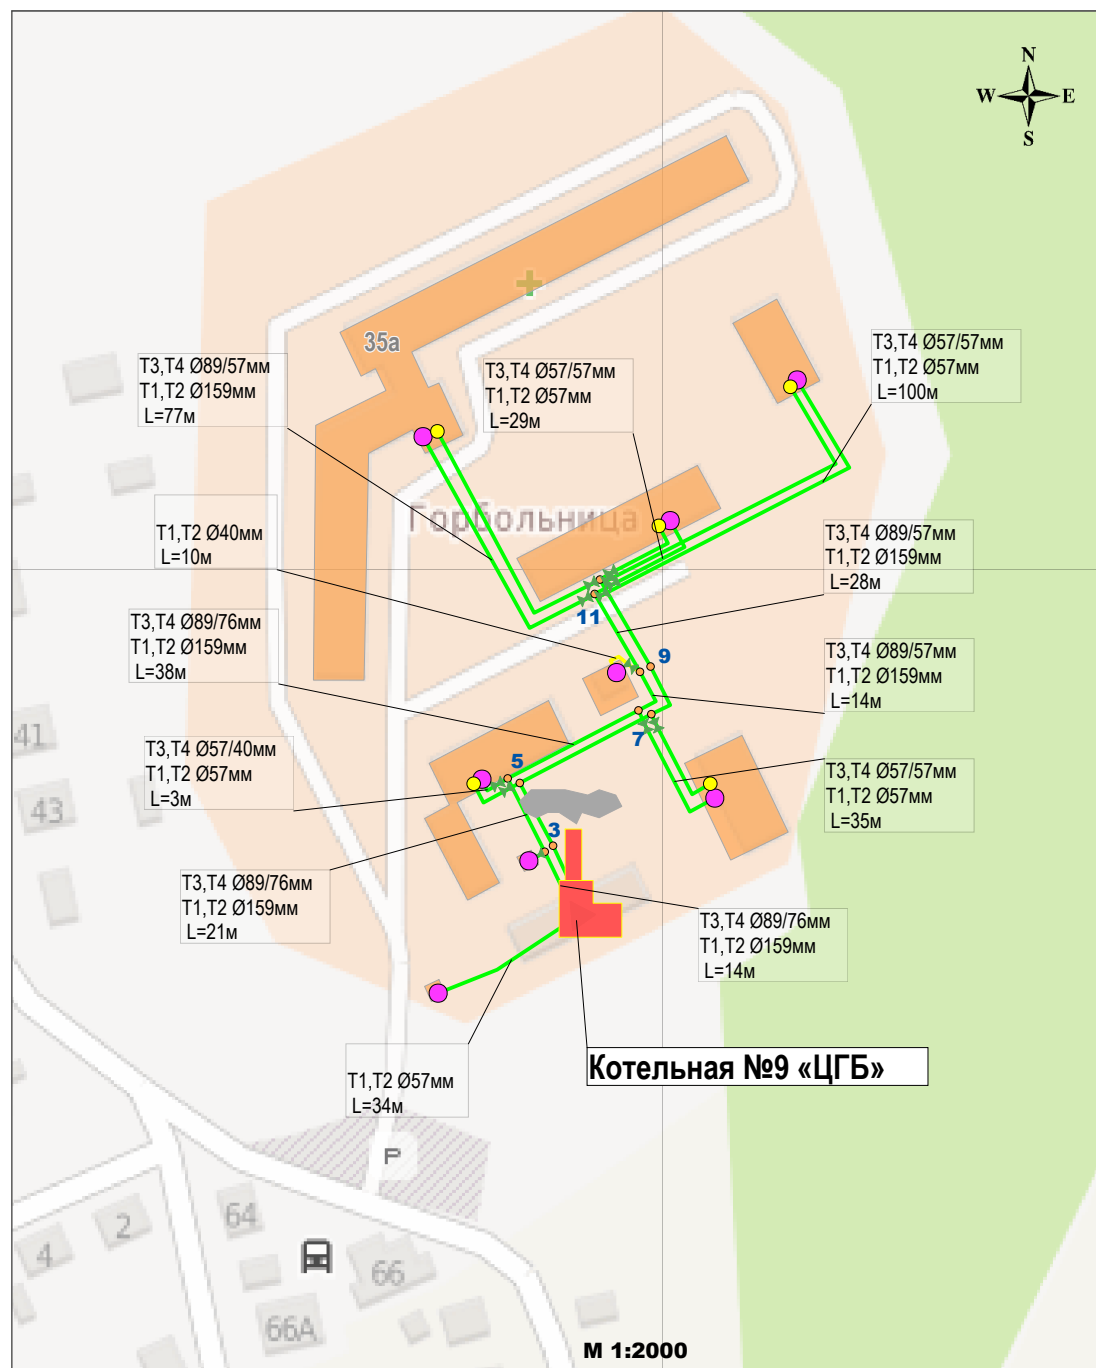 N
W E
S
35а
Т3,Т4 Ø89/57мм
Т1,Т2 Ø159мм
L=77м
Т3,Т4 Ø57/57мм
Т1,Т2 Ø57мм
L=29м
Т3,Т4 Ø57/57мм
Т1,Т2 Ø57мм
L=100м
Горбольница
Т1,Т2 Ø40мм
L=10м
Т3,Т4 Ø89/57мм
Т1,Т2 Ø159мм
L=28м
11
Т3,Т4 Ø89/76мм
Т1,Т2 Ø159мм
L=38м
9
Т3,Т4 Ø89/57мм
Т1,Т2 Ø159мм
L=14м
7
41
Т3,Т4 Ø57/40мм
Т1,Т2 Ø57мм
L=3м
5
Т3,Т4 Ø57/57мм
Т1,Т2 Ø57мм
L=35м
43
3
Т3,Т4 Ø89/76мм
Т1,Т2 Ø159мм
L=21м
Т3,Т4 Ø89/76мм
Т1,Т2 Ø159мм
L=14м
Котельная №9 «ЦГБ»
Т1,Т2 Ø57мм
L=34м
P
64
2
4
66
66А
М 1:2000